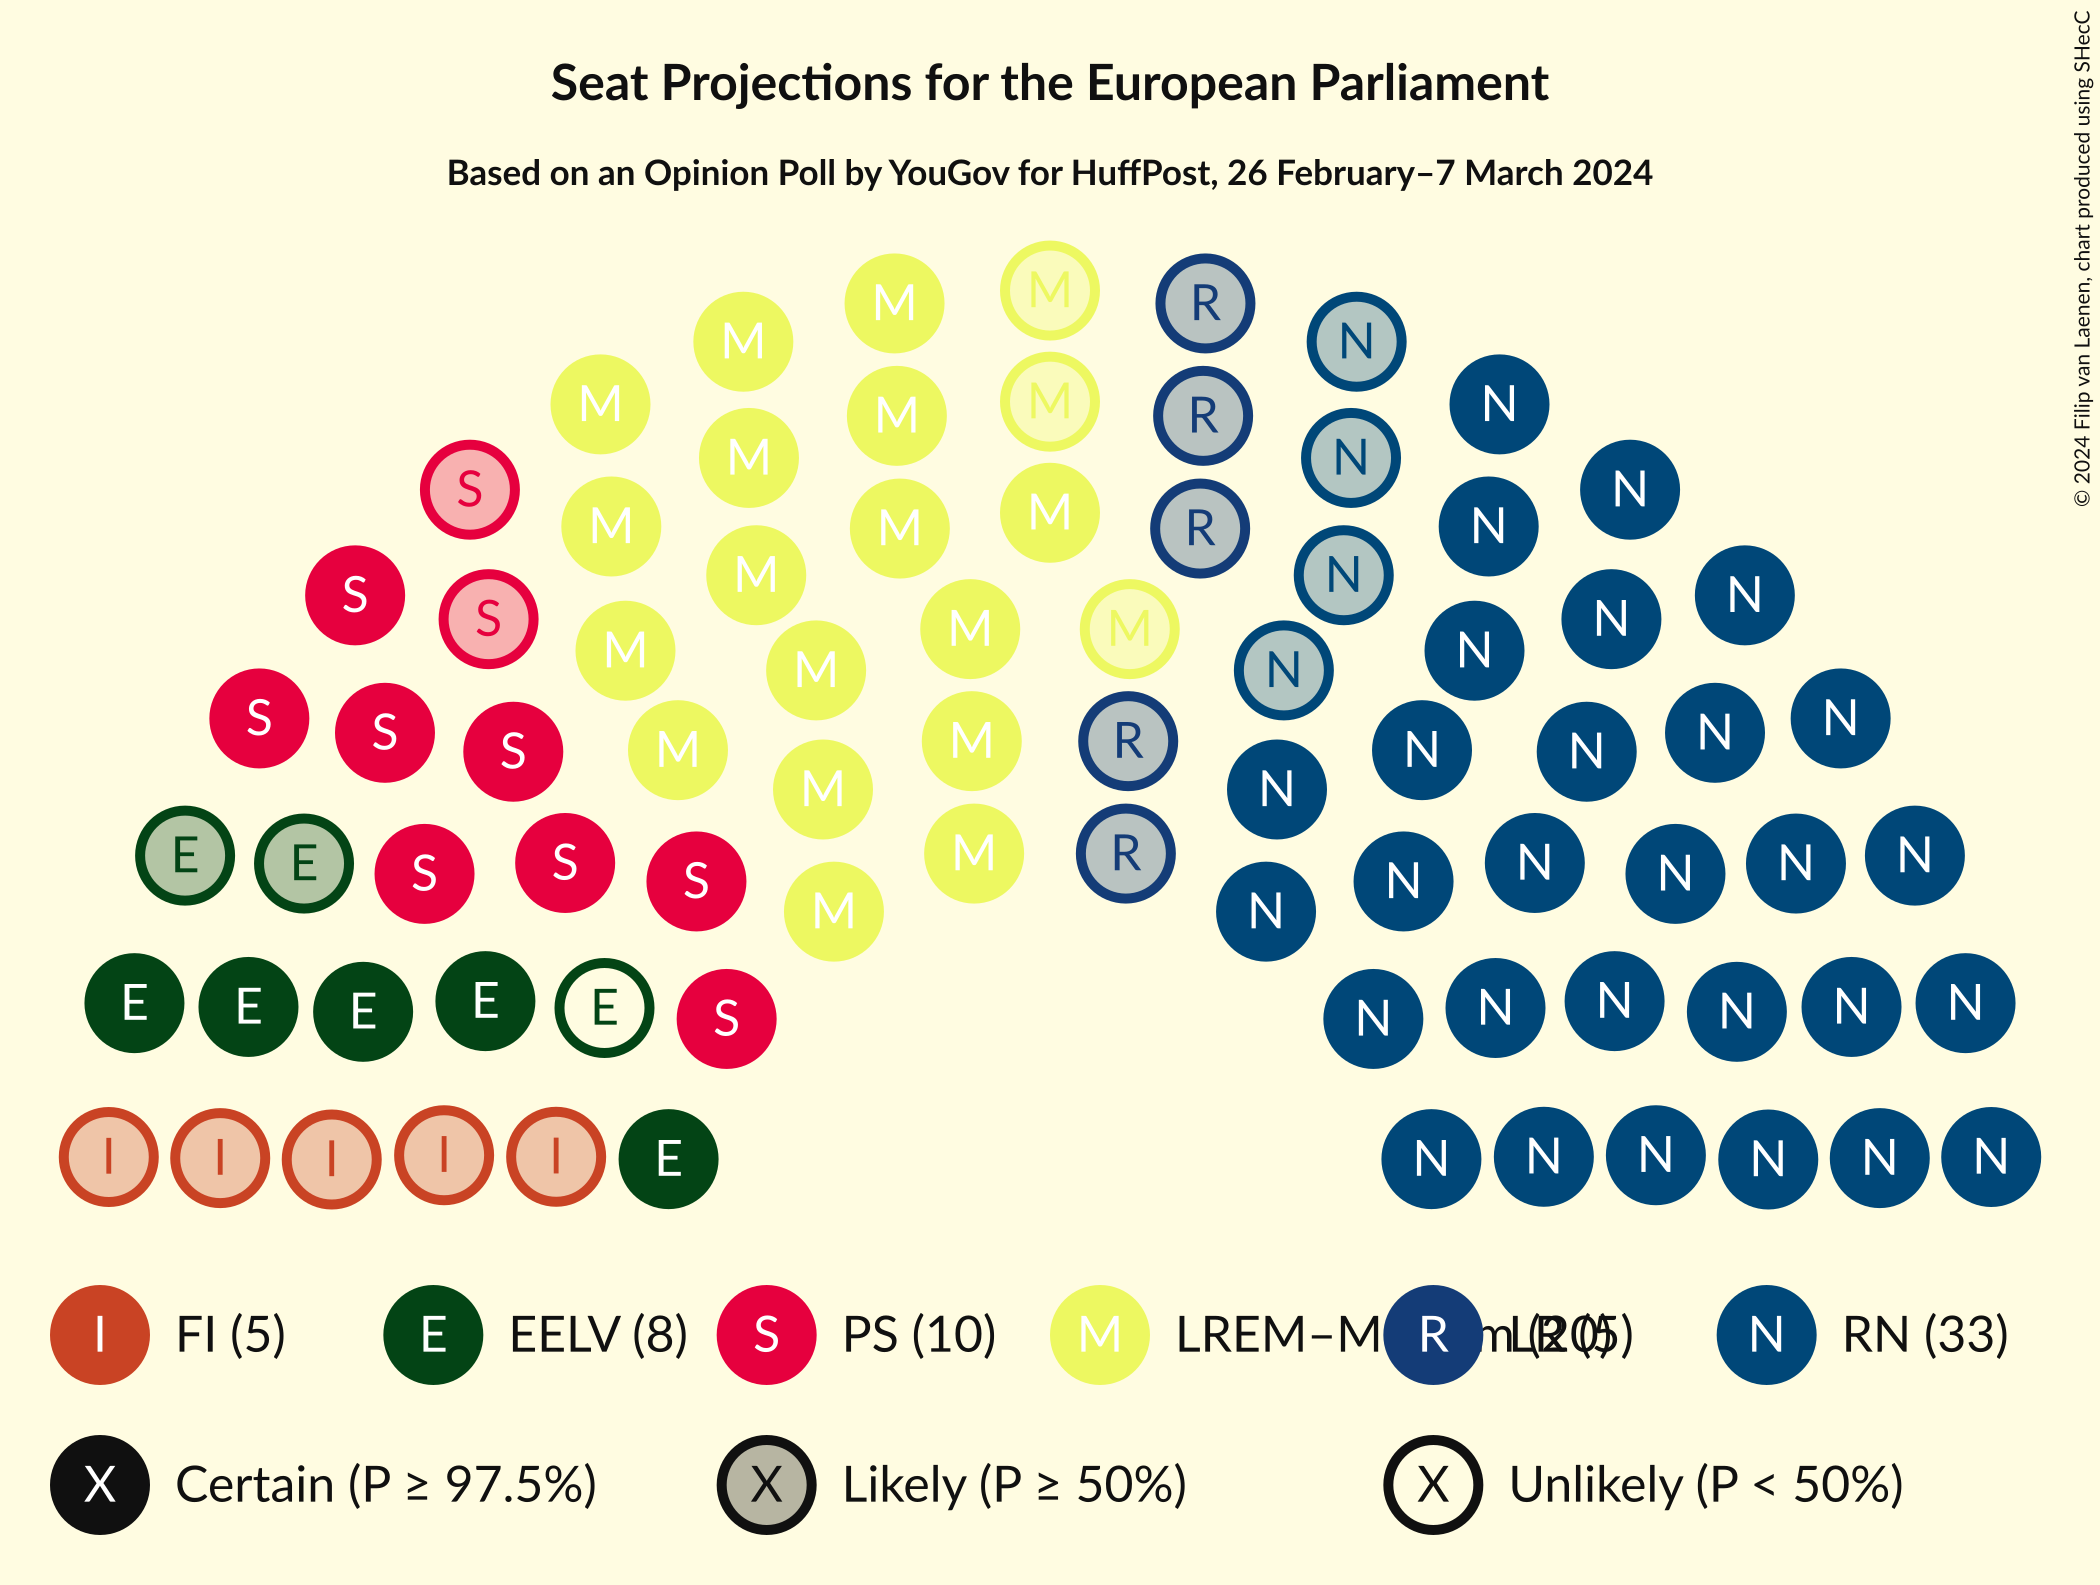 Seat Projections for the European Parliament
Based on an Opinion Poll by YouGov for HuffPost, 26 February–7 March 2024
© 2024 Filip van Laenen, chart produced using SHecC
M M M R N
M M M R N N
S M M M R N N
S S M M M M R N N N
S S S M M M M N N N N N
S M M R N N N N N
E E S S S M M R N N N N N N
M N
E E E E E S N N N N N N
I I I I I E N N N N N N
I FI (5) E EELV (8) S PS (10) M LREM–M m (20) R LR (5) N RN (33)
X Certain (P ≥ 97.5%) X Likely (P ≥ 50%) X Unlikely (P < 50%)